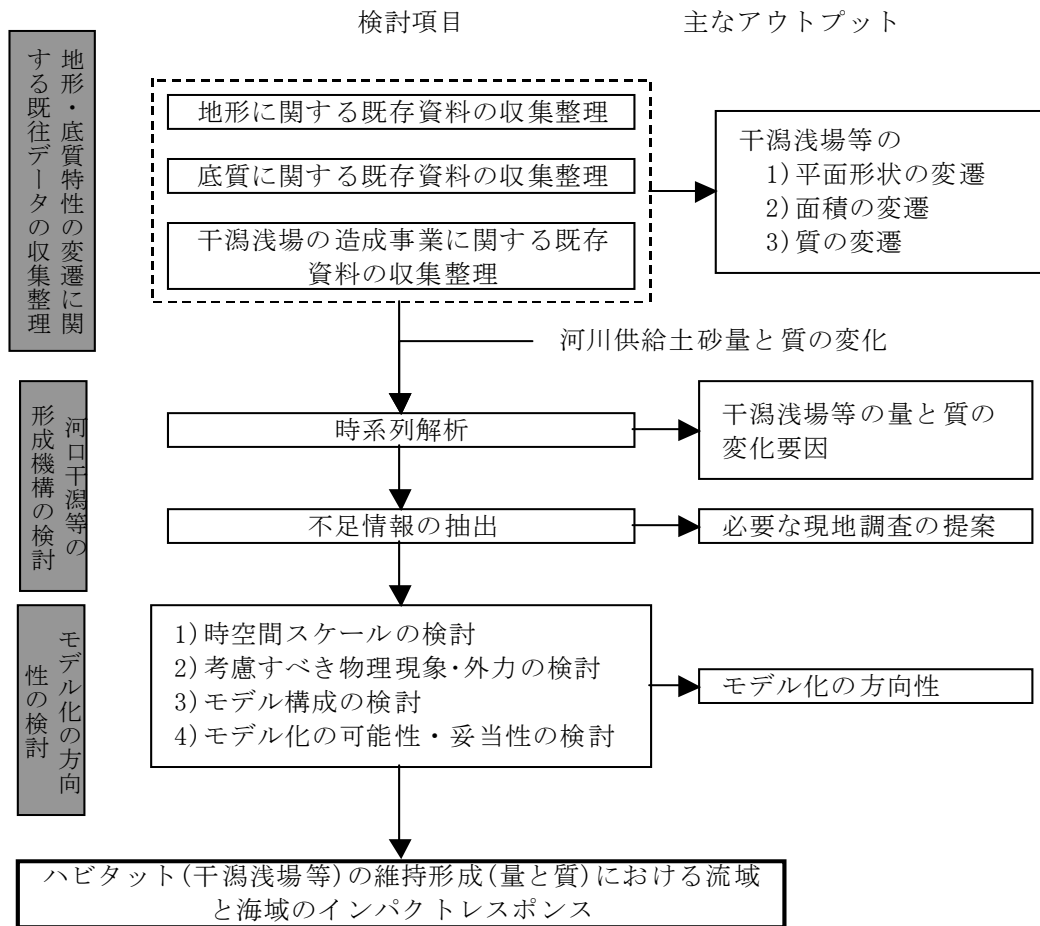 検討項目
主なアウトプット
地形・底質特性の変遷に関
する既往データの収集整理
地形に関する既存資料の収集整理
底質に関する既存資料の収集整理
干潟浅場の造成事業に関する既存
資料の収集整理
干潟浅場等の
1)平面形状の変遷
2)面積の変遷
3)質の変遷
河川供給土砂量と質の変化
河口干潟等の
形成機構の検討
時系列解析
干潟浅場等の量と質の
変化要因
不足情報の抽出
必要な現地調査の提案
モデル化の方向
性の検討
1)時空間スケールの検討
2)考慮すべき物理現象・外力の検討
3)モデル構成の検討
4)モデル化の可能性・妥当性の検討
モデル化の方向性
ハビタット(干潟浅場等)の維持形成(量と質)における流域
と海域のインパクトレスポンス